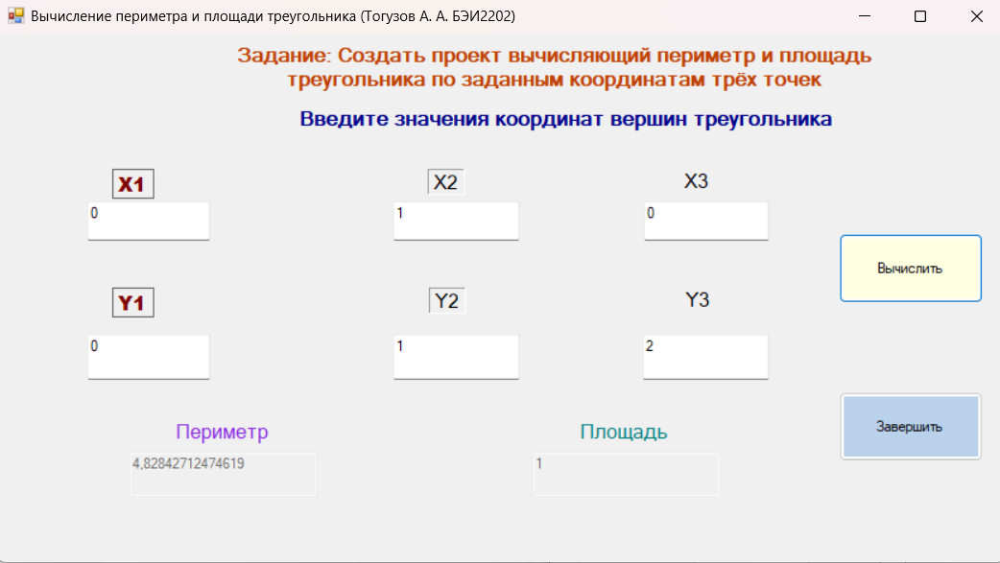 Вычисление периметра и площади треугольника (Тогузов А. А. БЭИ2202)
Задание: Создать проект вычисляющий периметр и площадь
треугольника по заданным координатам трёх точек
Введите значения координат вершин треугольника
X1
X2
X3
0
1
0
Вычислить
Y1
Y2
Y3
0
1
2
Завершить
Периметр
Площадь
4,82842712474619
1